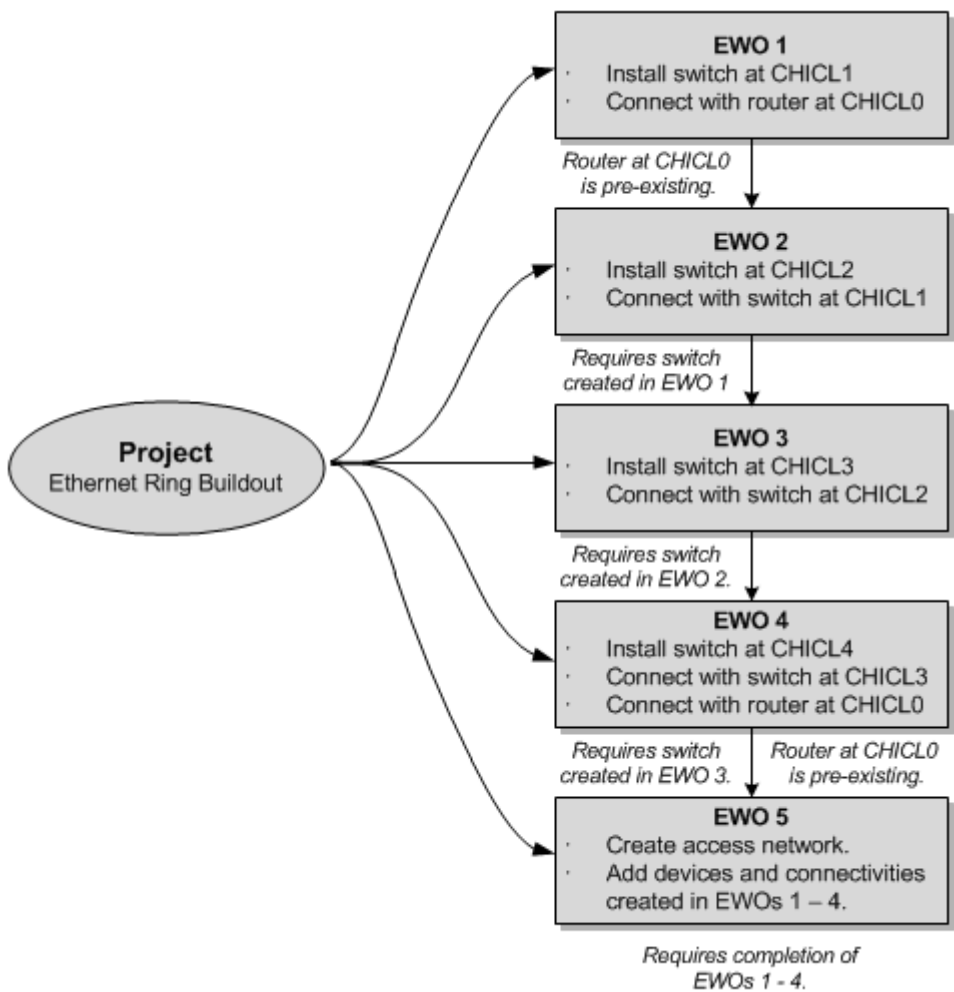 EWO 1
· Install switch at CHICL1
· Connect with router at CHICL0
Router at CHICL0
is pre-existing.
EWO 2
· Install switch at CHICL2
· Connect with switch at CHICL1
Requires switch
created in EWO 1
Project
Ethernet Ring Buildout
EWO 3
· Install switch at CHICL3
· Connect with switch at CHICL2
Requires switch
created in EWO 2.
EWO 4
· Install switch at CHICL4
· Connect with switch at CHICL3
· Connect with router at CHICL0
Requires switch
created in EWO 3.
Router at CHICL0
is pre-existing.
EWO 5
· Create access network.
· Add devices and connectivities
created in EWOs 1 – 4.
Requires completion of
EWOs 1 - 4.